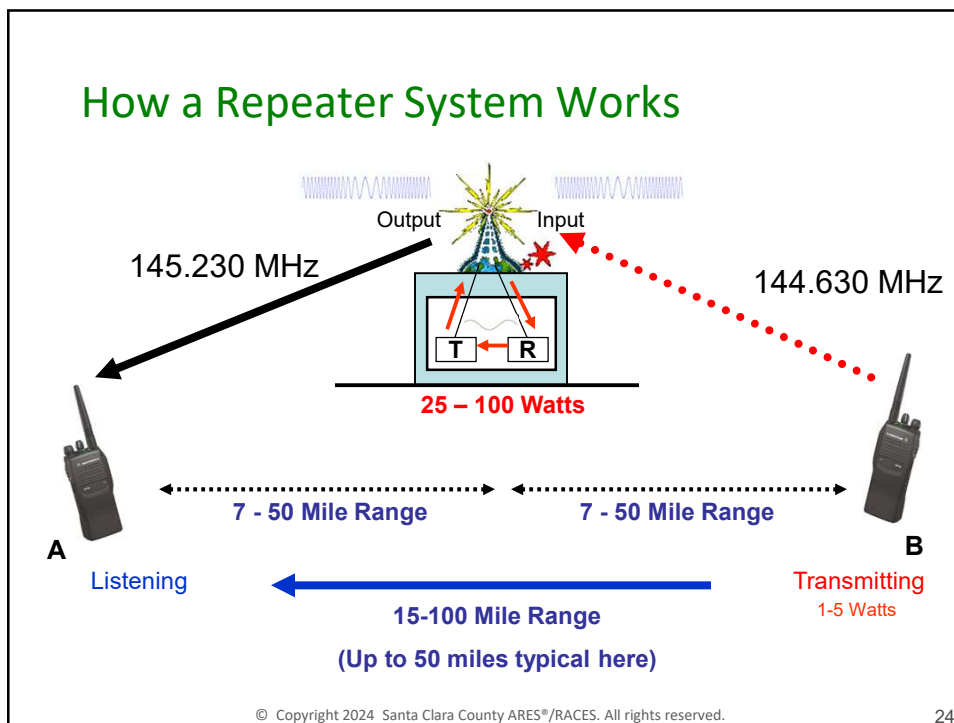 How a Repeater System Works
Output
Input
145.230 MHz
144.630 MHz
T
R
25 – 100 Watts
7 - 50 Mile Range
7 - 50 Mile Range
A
B
Listening
Transmitting
1-5 Watts
15-100 Mile Range
(Up to 50 miles typical here)
© Copyright 2024 Santa Clara County ARES®/RACES. All rights reserved.
24